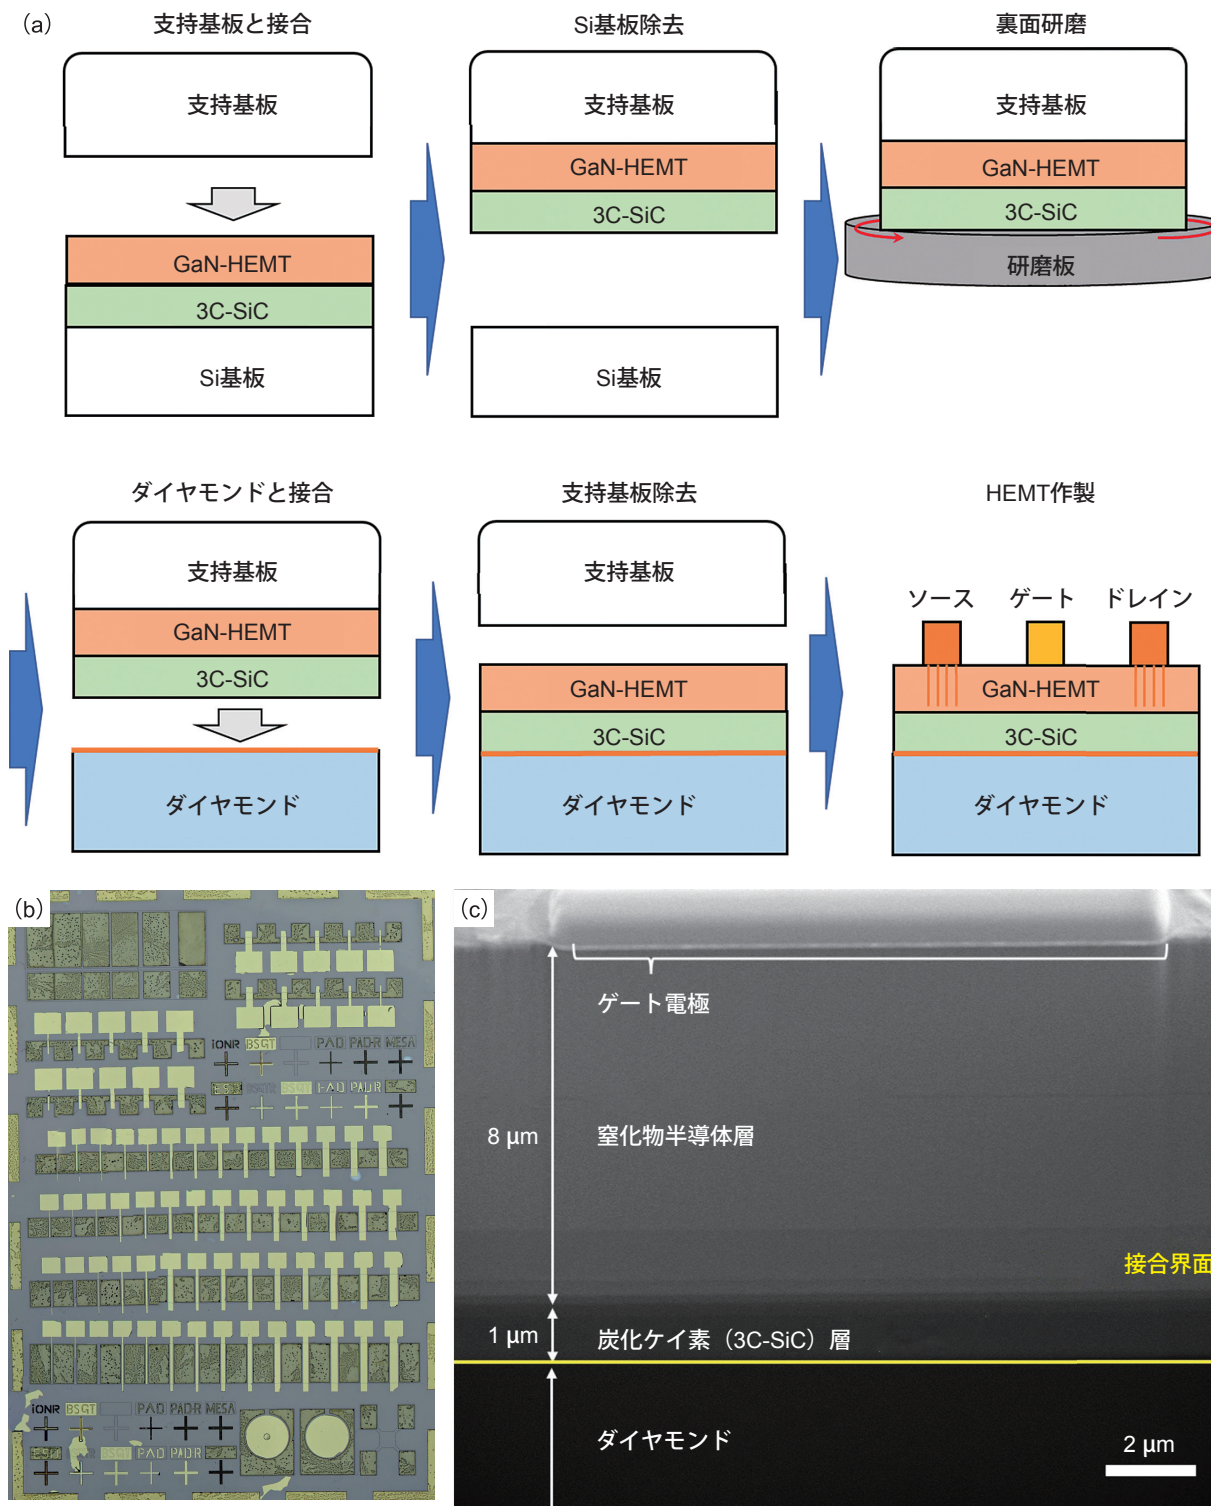 (a)
支持基板と接合
Si基板除去
裏面研磨
支持基板
支持基板
支持基板
GaN-HEMT
3C-SiC
Si基板
GaN-HEMT
3C-SiC
Si基板
GaN-HEMT
3C-SiC
研磨板
ダイヤモンドと接合
支持基板除去
HEMT作製
支持基板
GaN-HEMT
3C-SiC
ダイヤモンド
支持基板
GaN-HEMT
3C-SiC
ダイヤモンド
ソース ゲート ドレイン
GaN-HEMT
3C-SiC
ダイヤモンド
(b)
iONR BSGT PAD PAD-R MESA
BSGT PAD PADR
iONR BSGT PAD PAD-R MESA
BSGT PAD PADR
(c)
ゲート電極
8 μm
窒化物半導体層
接合界面
1 μm
炭化ケイ素（3C-SiC）層
ダイヤモンド
2 μm